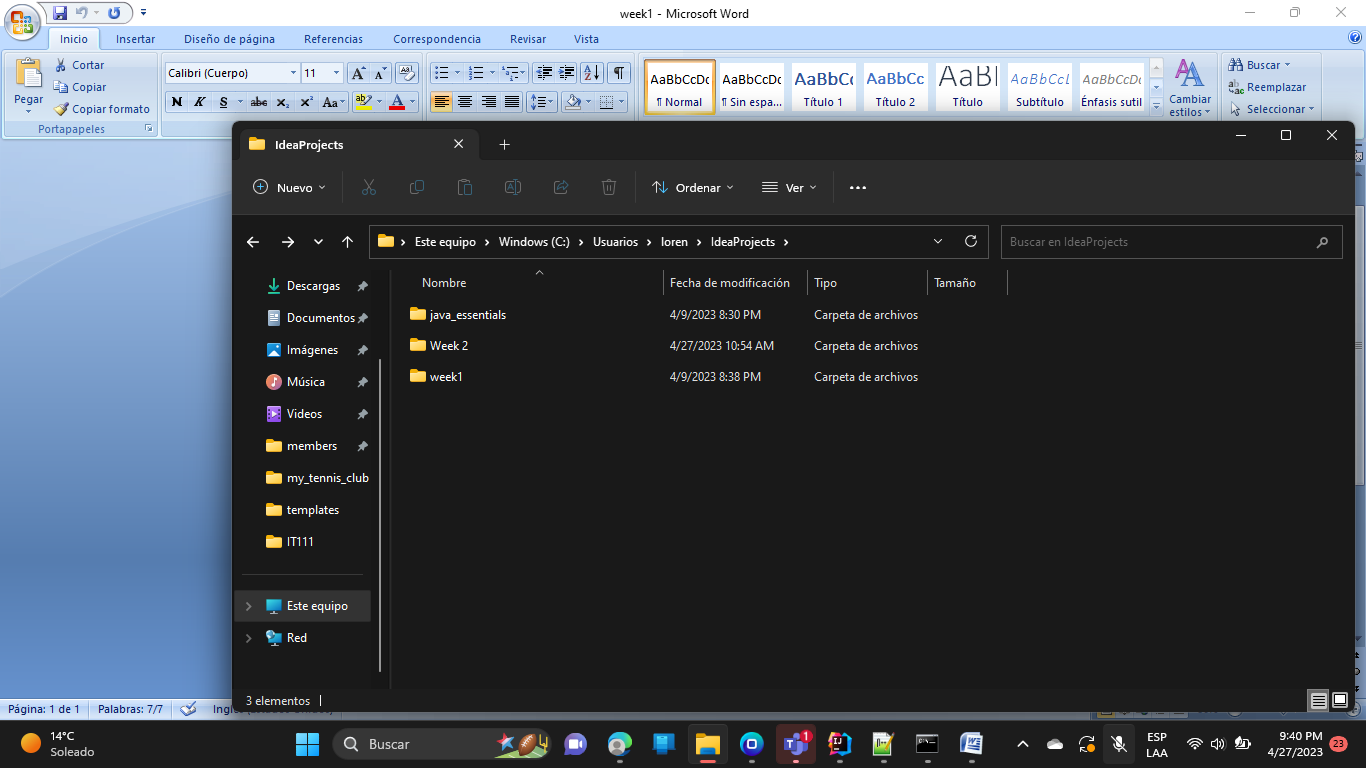 week1 - Microsoft Word
Inicio Insertar Diseño de página Referencias Correspondencia Revisar Vista
Pegar
Cortar
Copiar
Copiar formato
Portapapeles
Calibri (Cuerpo) 11
N K S abc x₂ x² Aa
AaBbCcDc
¶ Normal
AaBbCcDc
¶ Sin espa...
AaBbCc
Título 1
AaBbCc
Título 2
AaBl
Título
AaBbCcL
Subtítulo
AaBbCcDc
Énfasis sutil
Cambiar
estilos
Buscar
Reemplazar
Seleccionar
IdeaProjects
Nuevo
Ordenar
Ver
Este equipo > Windows (C:) > Usuarios > loren > IdeaProjects >
Buscar en IdeaProjects
Descargas
Documentos
Imágenes
Música
Videos
members
my_tennis_club
templates
IT111
Este equipo
Red
Nombre Fecha de modificación Tipo Tamaño
java_essentials 4/9/2023 8:30 PM Carpeta de archivos
Week 2 4/27/2023 10:54 AM Carpeta de archivos
week1 4/9/2023 8:38 PM Carpeta de archivos
3 elementos
Página: 1 de 1 Palabras: 7/7
14°C
Soleado
Buscar
1
ESP
LAA
9:40 PM
4/27/2023
23